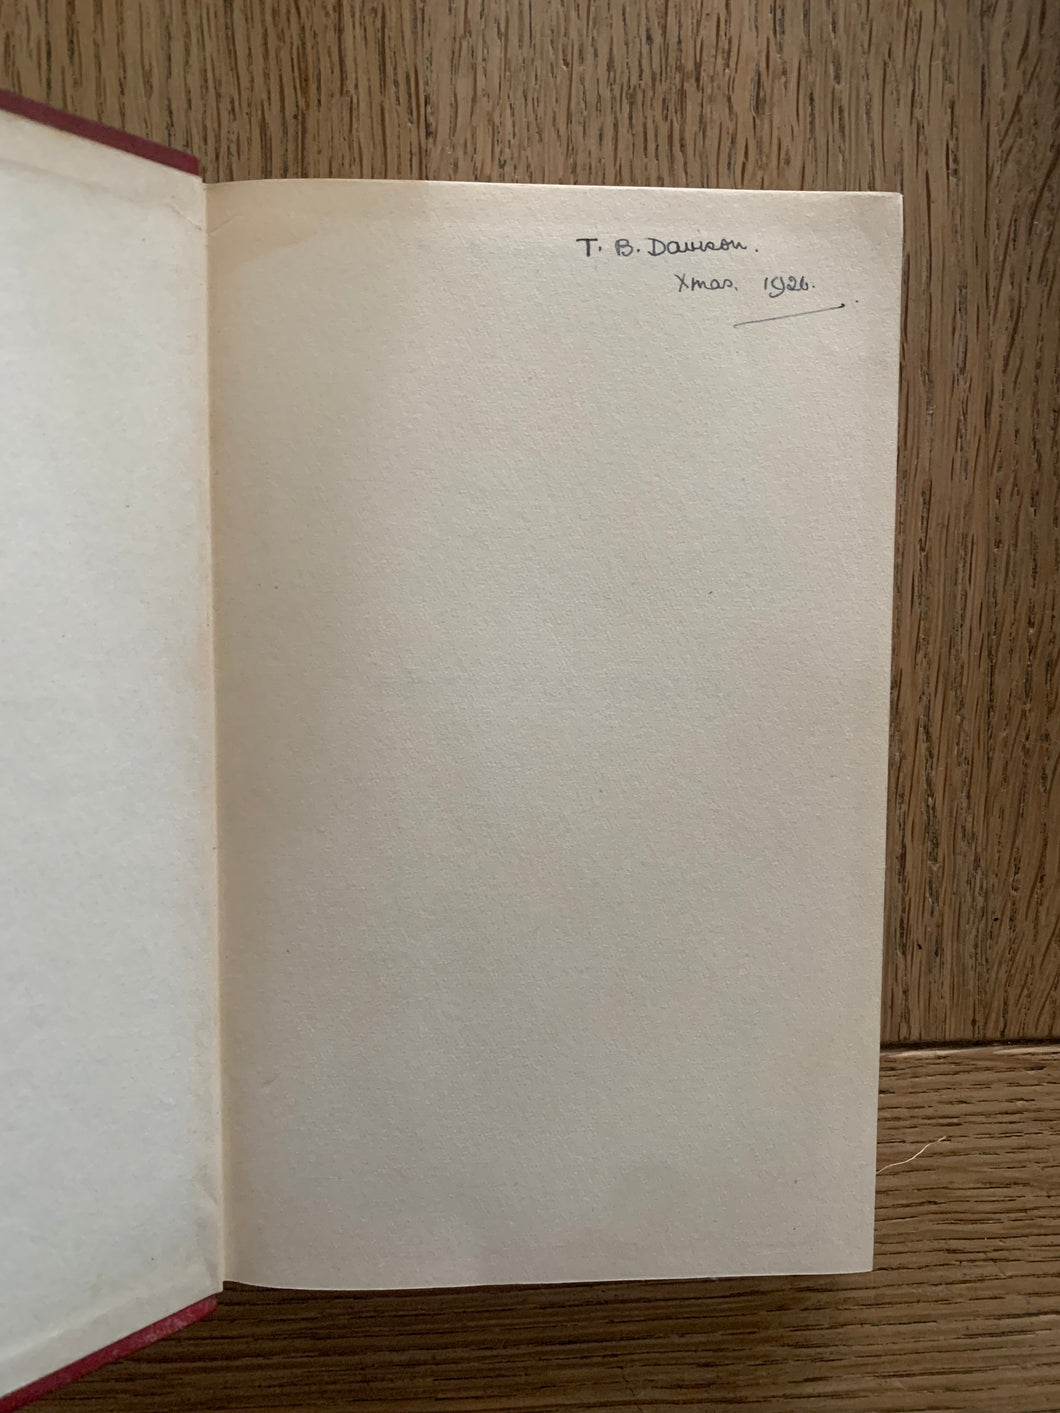 T. B. Dawson.
Xmas. 1926.